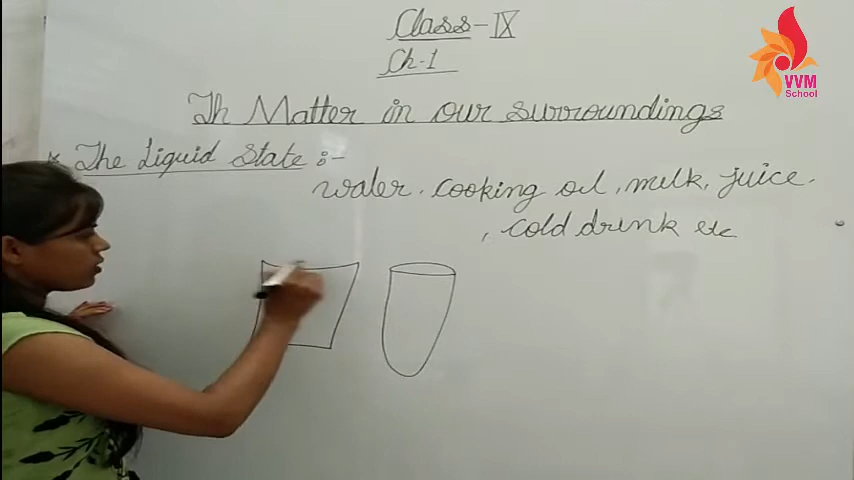 Class - IX
Ch-1
Th Matter in our surroundings
* The Liquid State :-
water. cooking oil, milk, juice.
, cold drink etc
VVM
School